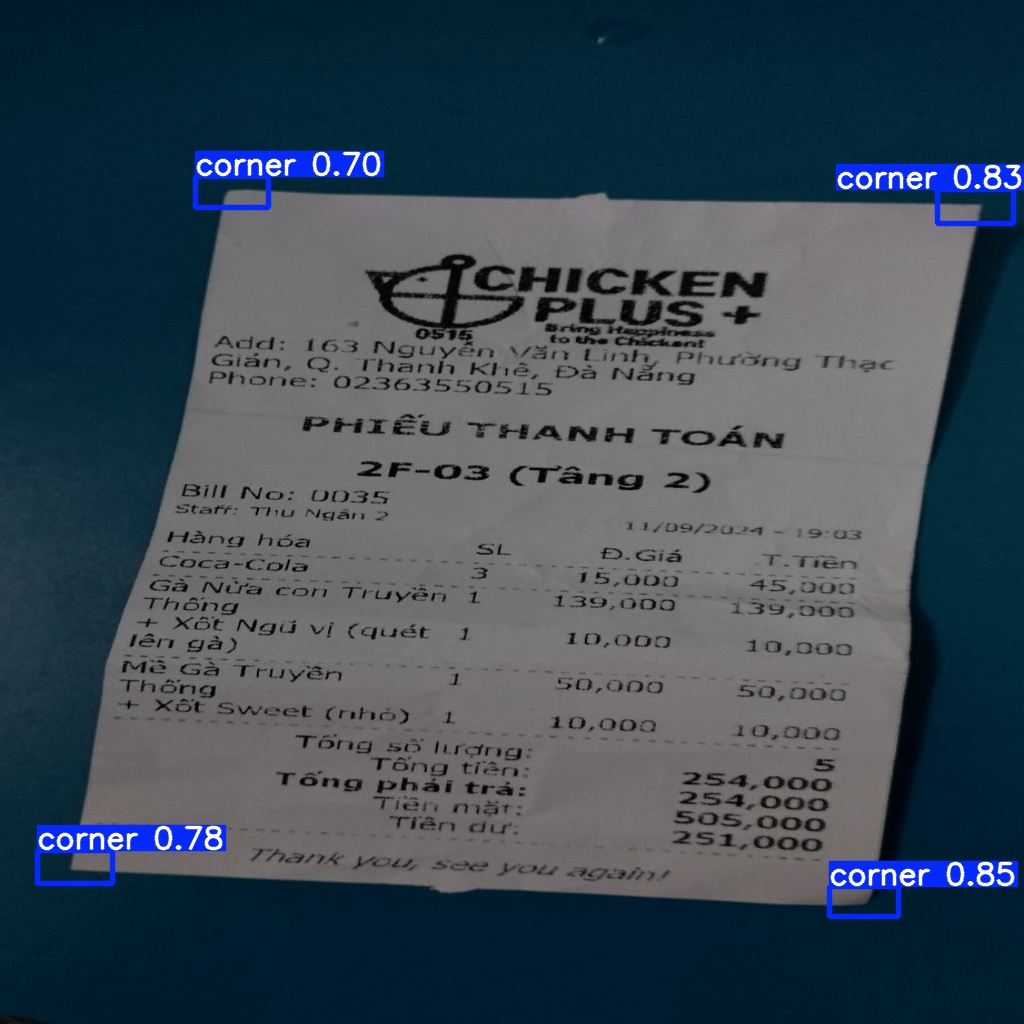 corner 0.70
corner 0.83
CHICKEN
PLUS +
0515
Bring Happiness
to the Chickent
Add: 163 Nguyễn Văn Linh, Phường Thạc
Gián, Q. Thanh Khê, Đà Nẵng
Phone: 02363550515
PHIẾU THANH TOÁN
2F-03 (Tầng 2)
Bill No: 0035
Staff: Thu Ngân 2
11/09/2024 - 19:03
Hàng hóa SL Đ.Giá T.Tiền
Coca-Cola 3 15,000 45,000
Gà Nửa con Truyền 1 139,000 139,000
Thống
+ Xốt Ngũ vị (quét 1 10,000 10,000
lên gà)
Mề Gà Truyền 1 50,000 50,000
Thống
+ Xốt Sweet (nhỏ) 1 10,000 10,000
Tổng số lượng: 5
Tổng tiền: 254,000
Tổng phải trả: 254,000
Tiền mặt: 505,000
Tiền dư: 251,000
Thank you, see you again!
corner 0.78
corner 0.85